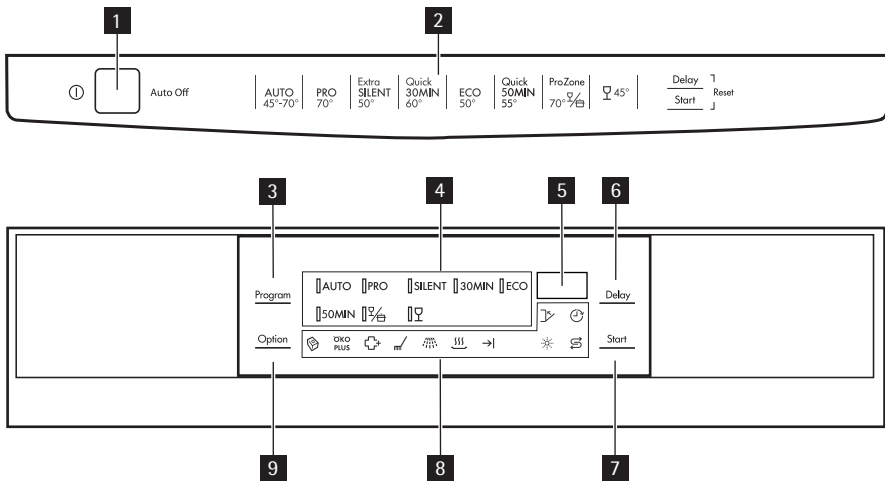 1
2
Auto Off
AUTO
45°-70°
PRO
70°
Extra
SILENT
50°
Quick
30MIN
60°
ECO
50°
Quick
50MIN
55°
ProZone
70°
45°
Delay
Start
Reset
3
4
5
6
Program
AUTO PRO SILENT 30MIN ECO
Delay
50MIN
Option
ÖKO
PLUS
Start
9
8
7